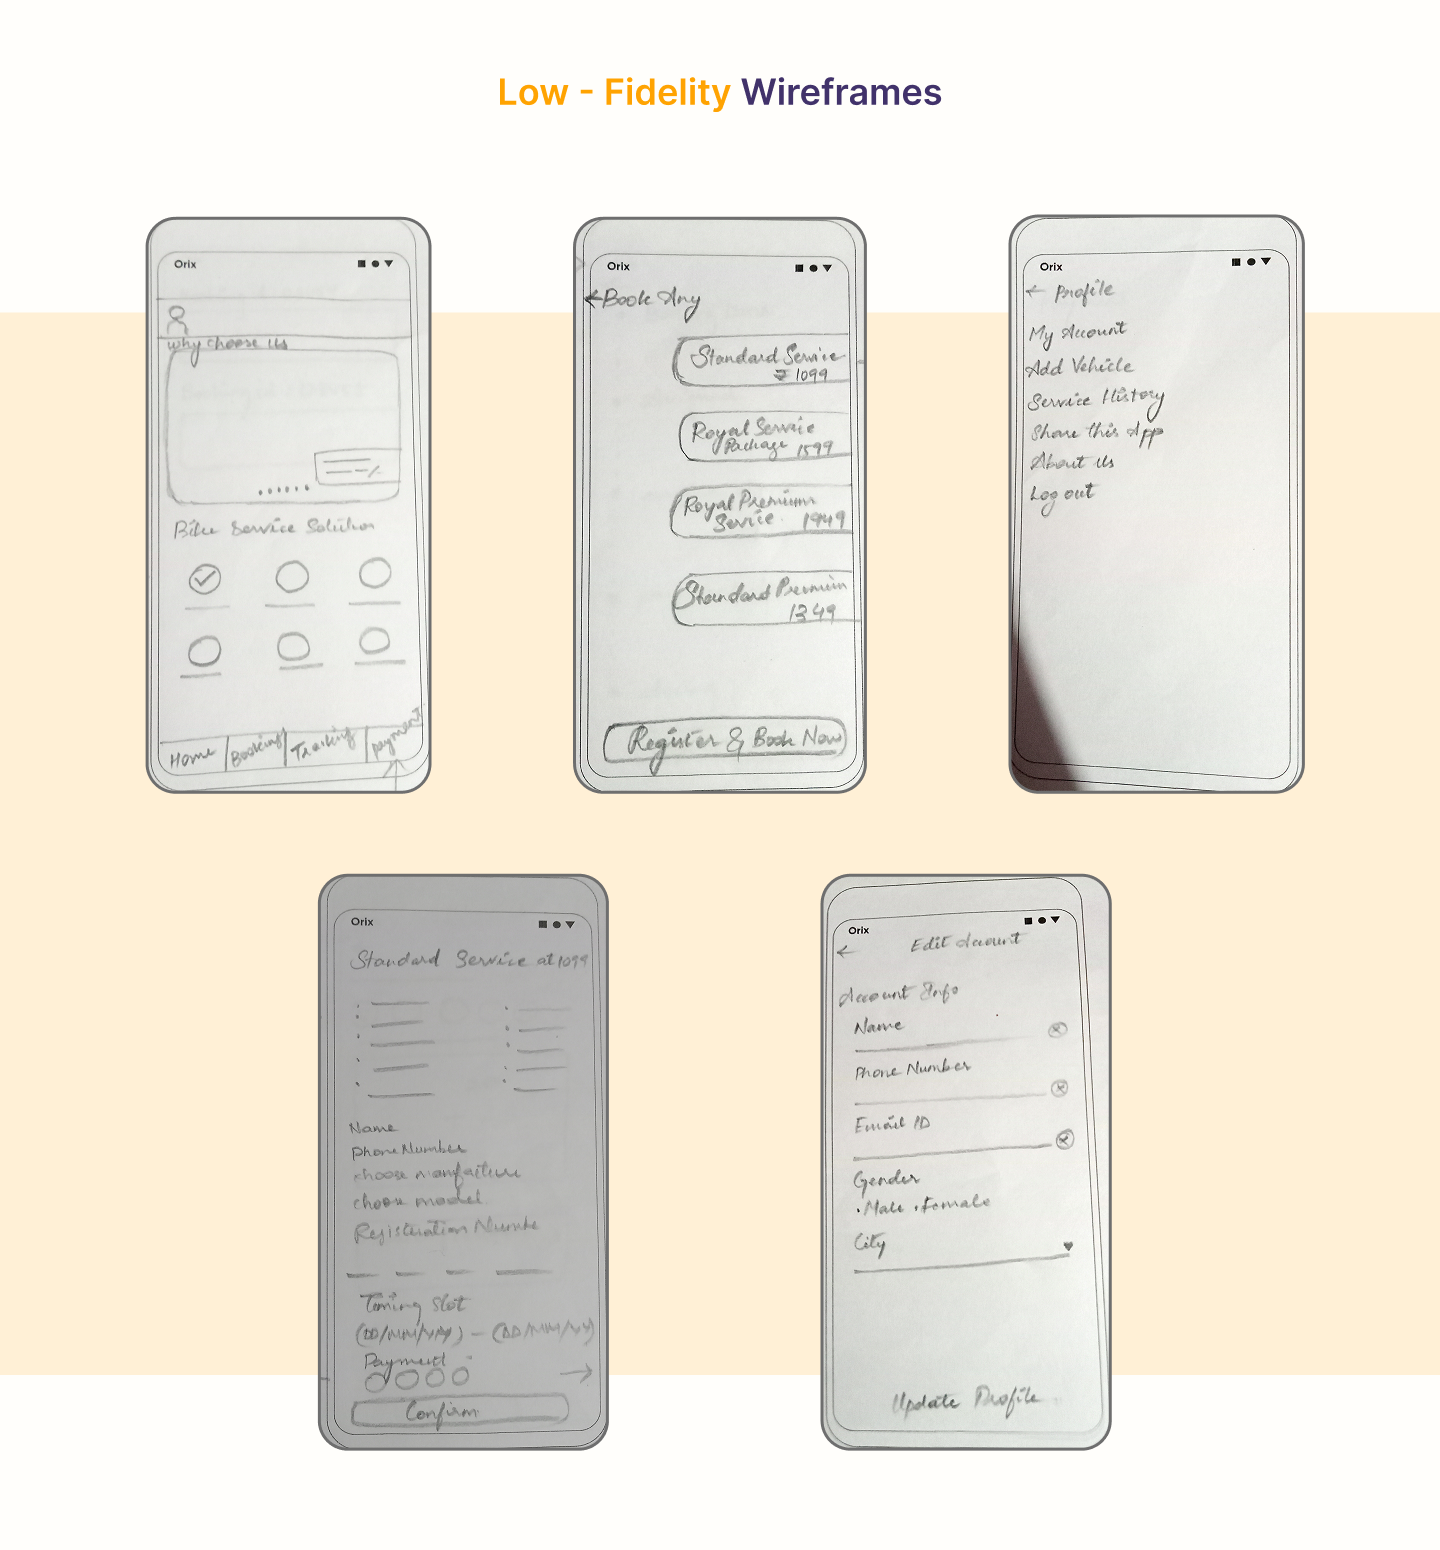 Low - Fidelity Wireframes
Orix
why choose Us
Bike Service Solution
Home
Booking
Tracking
Payment
Orix
←Book Any
Standard Service
₹ 1099
Royal Service
Package 1599
Royal Premium
Service 1949
Standard Premium
1349
Register & Book Now
Orix
← Profile
My Account
Add Vehicle
Service History
Share this App
About Us
Log out
Orix
Standard Service at 1099
Name
Phone Number
choose
choose model
Registeration
Timing Slot
(DD/MM/YY) - (DD/MM/YY)
Payment
→
Confirm
Orix
←
Edit Account
Account Info
Name
Phone Number
Email ID
Gender
• Male • Female
City
Update Profile